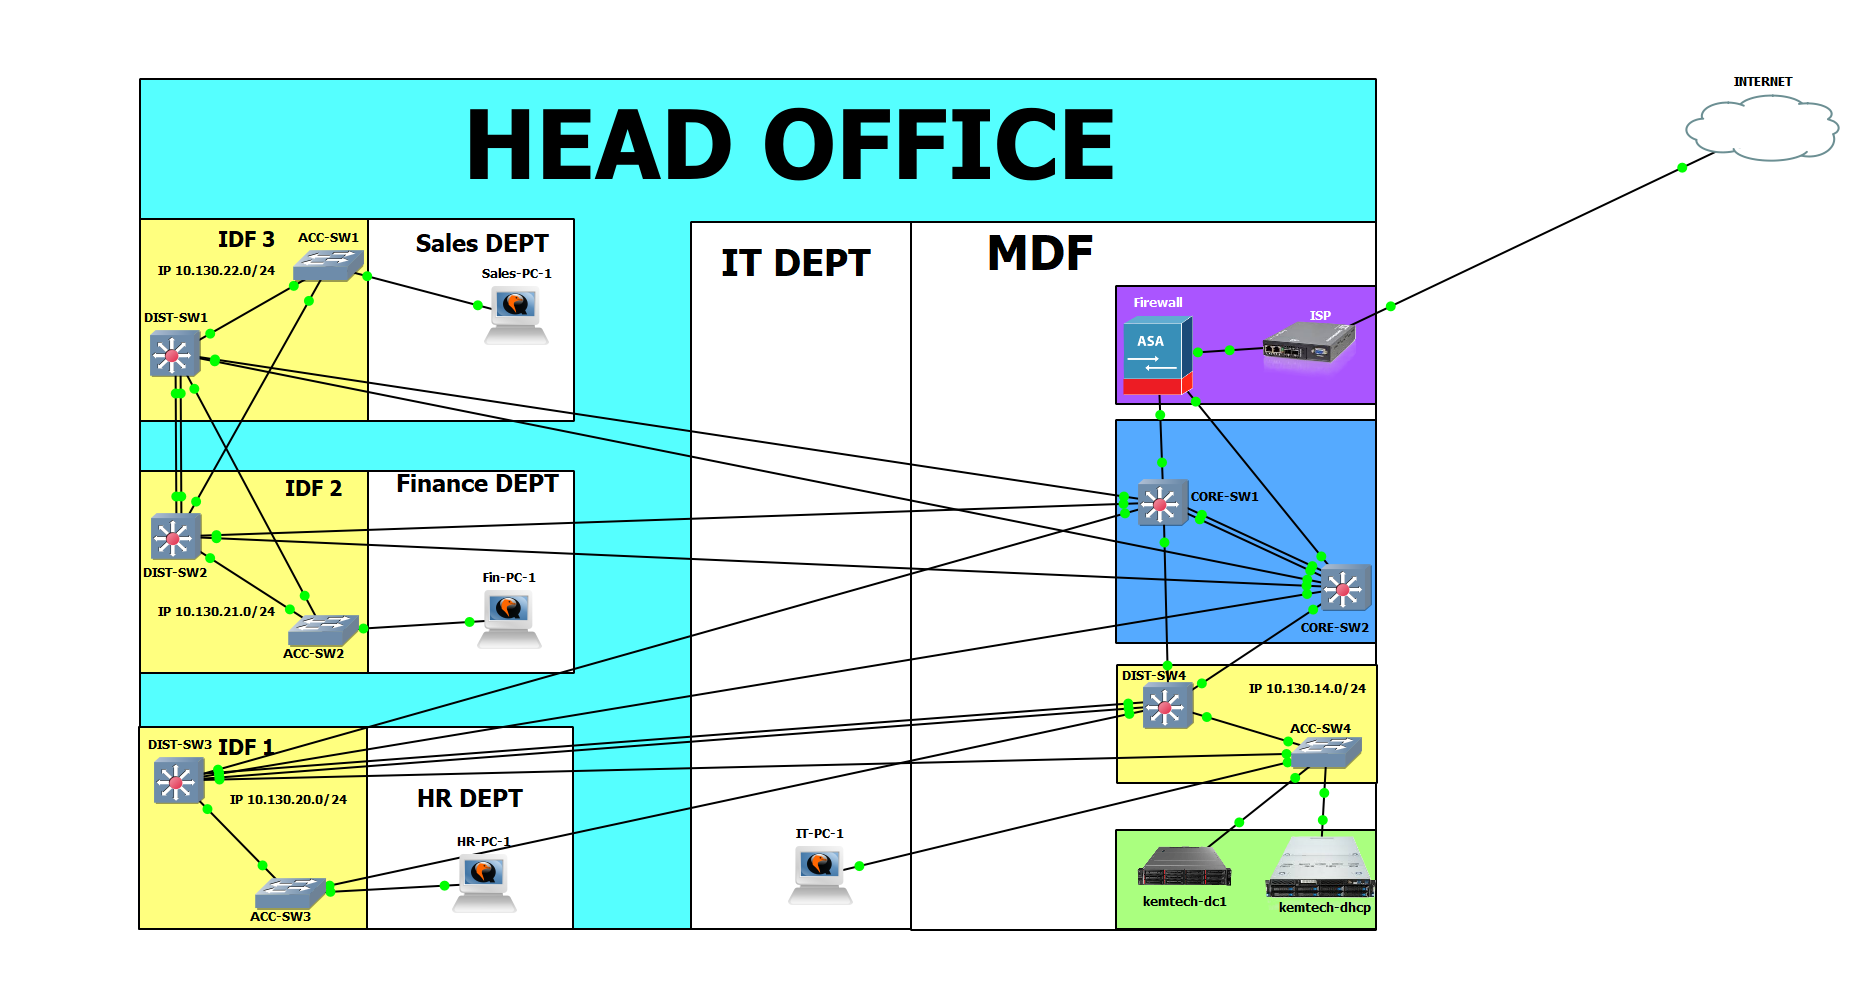 INTERNET
HEAD OFFICE
IDF 3
ACC-SW1
IP 10.130.22.0/24
DIST-SW1
Sales DEPT
Sales-PC-1
IT DEPT
MDF
Firewall
ASA
ISP
IDF 2
Finance DEPT
DIST-SW2
IP 10.130.21.0/24
ACC-SW2
Fin-PC-1
CORE-SW1
CORE-SW2
DIST-SW4
IP 10.130.14.0/24
ACC-SW4
DIST-SW3
IDF 1
IP 10.130.20.0/24
HR DEPT
HR-PC-1
ACC-SW3
IT-PC-1
kemtech-dc1
kemtech-dhcp